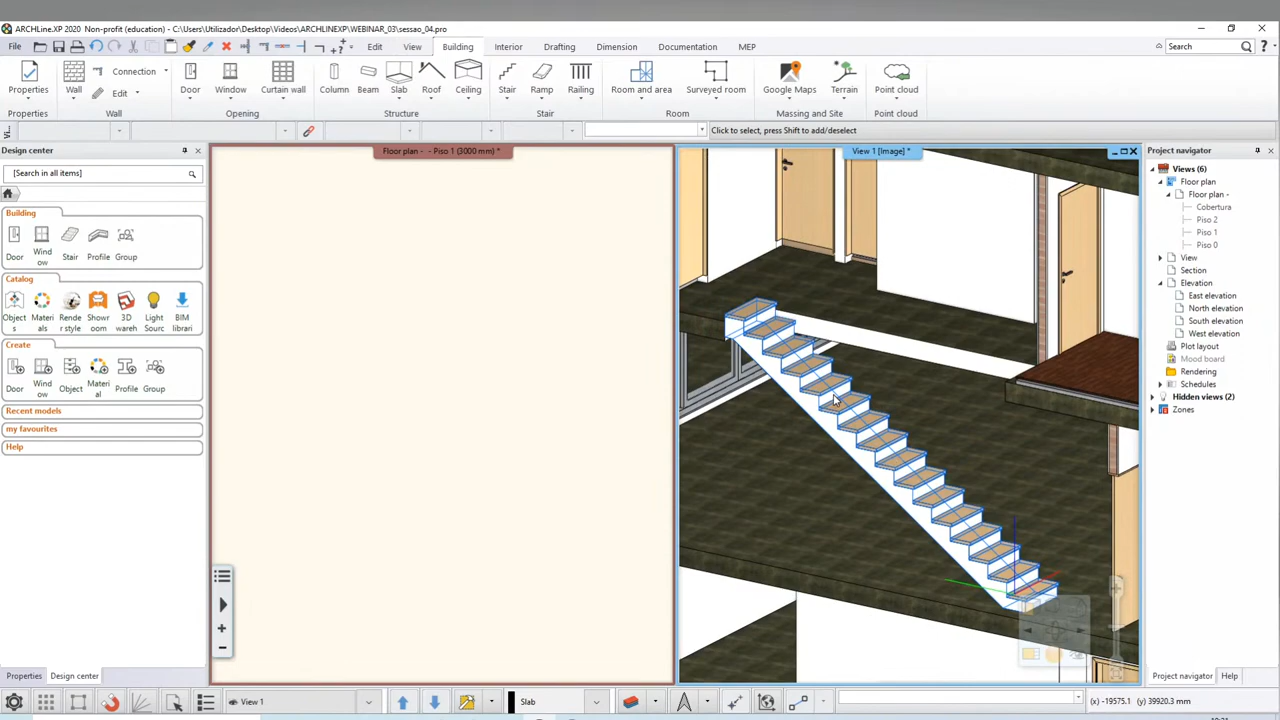 ARCHLine.XP 2020  Non-profit (education) - C:\Users\Utilizador\Desktop\Videos\ARCHLINEXP\WEBINAR_03\sessao_04.pro
File
Edit View Building Interior Drafting Dimension Documentation MEP
Search
Properties Wall Connection Edit Door Window Curtain wall Column Beam Slab Roof Ceiling Stair Ramp Railing Room and area Surveyed room Google Maps Terrain Point cloud
Properties Wall Opening Structure Stair Room Massing and Site Point cloud
Vi...
Click to select, press Shift to add/deselect
Design center
[Search in all items]
Building
Door Wind ow Stair Profile Group
Catalog
Object s Materi als Rende r style Showr oom 3D wareh Light Sourc BIM librari
Create
Door Wind ow Object Materi al Profile Group
Recent models
my favourites
Help
Properties Design center
Floor plan - - Piso 1 (3000 mm) *
View 1 [Image] *
Project navigator
Views (6)
Floor plan
Floor plan -
Cobertura
Piso 2
Piso 1
Piso 0
View
Section
Elevation
East elevation
North elevation
South elevation
West elevation
Plot layout
Mood board
Rendering
Schedules
Hidden views (2)
Zones
Project navigator Help
View 1
Slab
(x) -19575.1 (y) 39920.3 mm